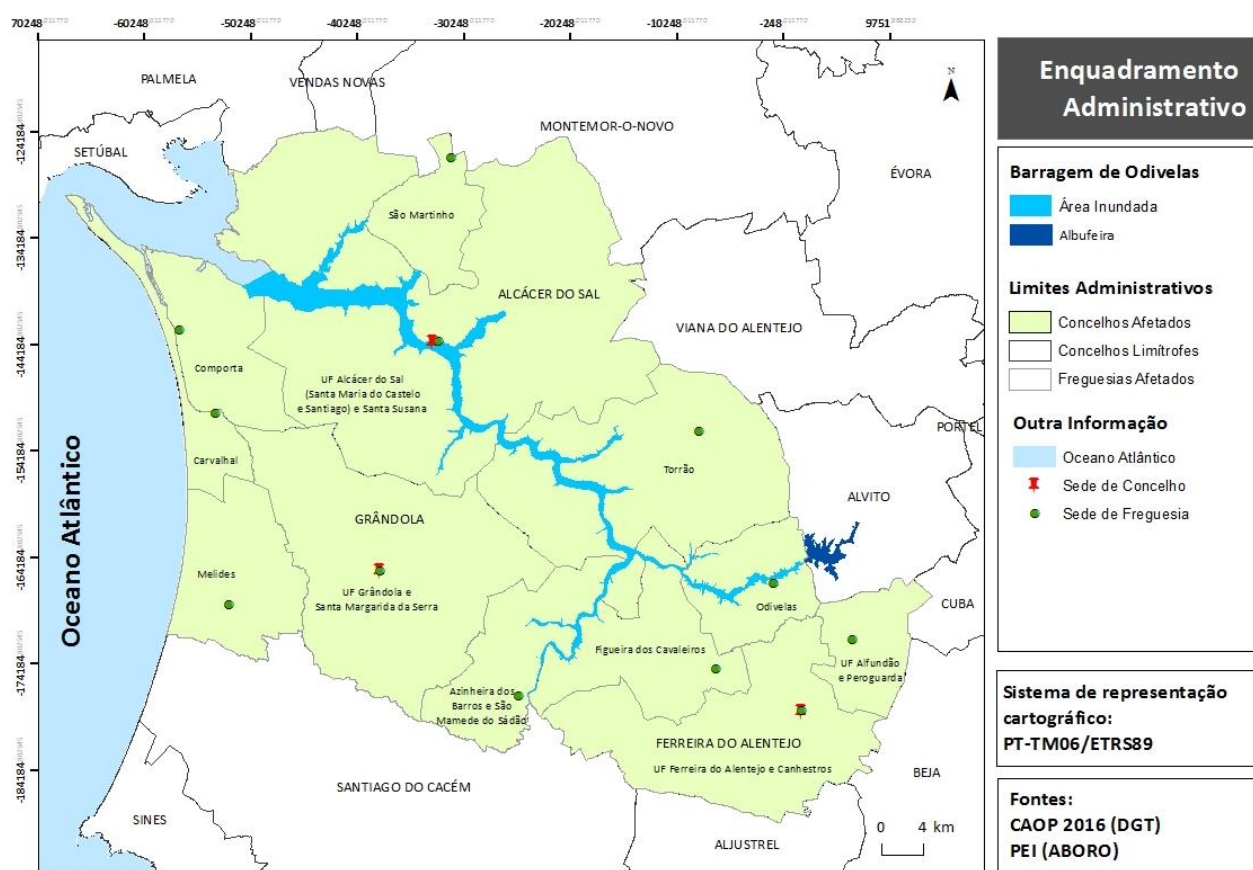 70248
-60248
-50248
-40248
-30248
-20248
-10248
-248
9751
-124184
-134184
-144184
-154184
-164184
-174184
-184184
PALMELA
VENDAS NOVAS
MONTEMOR-O-NOVO
SETÚBAL
ÉVORA
N
São Martinho
ALCÁCER DO SAL
VIANA DO ALENTEJO
Comporta
UF Alcácer do Sal
(Santa Maria do Castelo
e Santiago) e Santa Susana
PORTEL
Carvalhal
Torrão
ALVITO
Oceano Atlântico
GRÂNDOLA
Melides
UF Grândola e
Santa Margarida da Serra
Odivelas
CUBA
Figueira dos Cavaleiros
UF Alfundão
e Peroguarda
Azinheira dos
Barros e São
Mamede do Sádão
FERREIRA DO ALENTEJO
UF Ferreira do Alentejo e Canhestros
BEJA
SANTIAGO DO CACÉM
SINES
ALJUSTREL
0 4 km
Enquadramento
Administrativo
Barragem de Odivelas
Área Inundada
Albufeira
Limites Administrativos
Concelhos Afetados
Concelhos Limítrofes
Freguesias Afetados
Outra Informação
Oceano Atlântico
Sede de Concelho
Sede de Freguesia
Sistema de representação
cartográfico:
PT-TM06/ETRS89
Fontes:
CAOP 2016 (DGT)
PEI (ABORO)